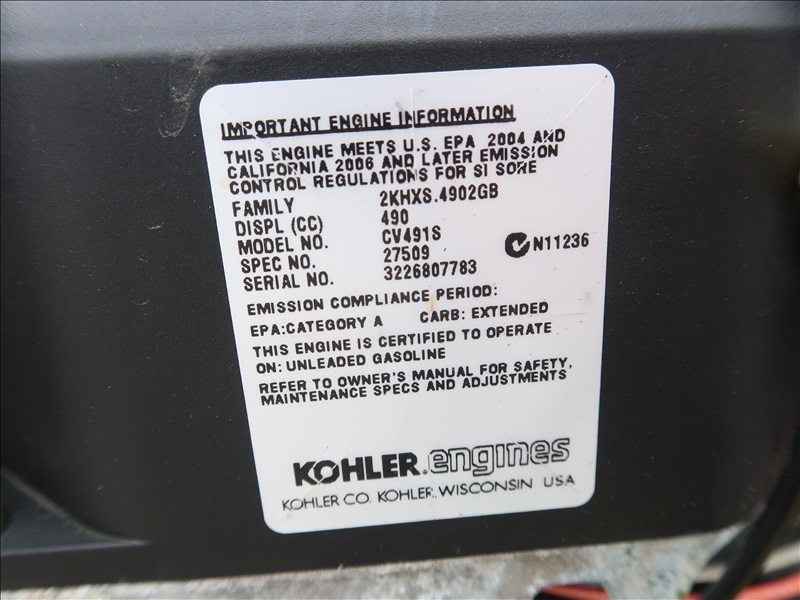 IMPORTANT ENGINE INFORMATION
THIS ENGINE MEETS U.S. EPA 2004 AND
CALIFORNIA 2006 AND LATER EMISSION
CONTROL REGULATIONS FOR SI SORE
FAMILY 2KHXS.4902GB
DISPL (CC) 490
MODEL NO. CV491S
SPEC NO. 27509 N11236
SERIAL NO. 3226807783
EMISSION COMPLIANCE PERIOD:
EPA:CATEGORY A CARB: EXTENDED
THIS ENGINE IS CERTIFIED TO OPERATE
ON: UNLEADED GASOLINE
REFER TO OWNER'S MANUAL FOR SAFETY,
MAINTENANCE SPECS AND ADJUSTMENTS
KOHLER engines
KOHLER CO. KOHLER, WISCONSIN USA